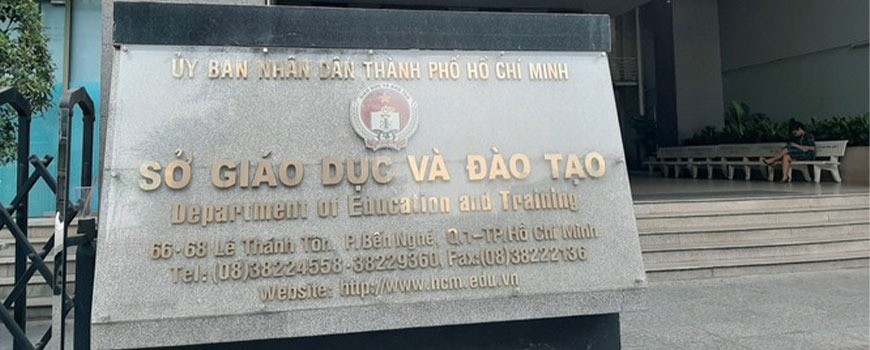 ỦY BAN NHÂN DÂN THÀNH PHỐ HỒ CHÍ MINH
SỞ GIÁO DỤC VÀ ĐÀO TẠO
Department of Education and Training
66-68 Lê Thánh Tôn, P/Bến Nghé, Q.1-TP/Hồ Chí Minh
Tel: (08)38224558-38229360. Fax:(08)38222136
Website: http://www.hcm.edu.vn